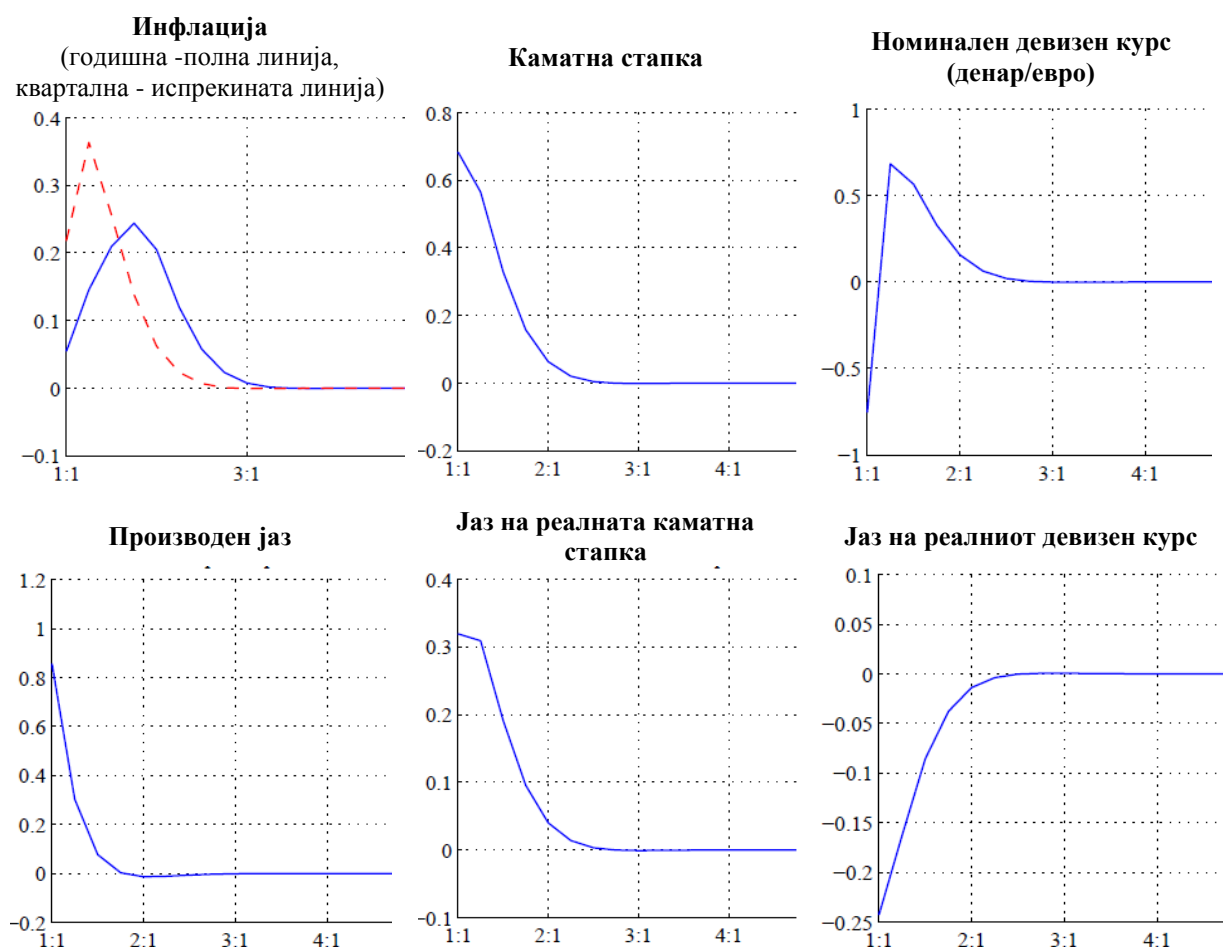 Инфлација
(годишна -полна линија,
квартална - испрекината линија)
0.4
0.3
0.2
0.1
0
−0.1
1:1 3:1
Каматна стапка
0.8
0.6
0.4
0.2
0
−0.2
1:1 2:1 3:1 4:1
Номинален девизен курс
(денар/евро)
1
0.5
0
−0.5
−1
1:1 2:1 3:1 4:1
Производен јаз
1.2
1
0.8
0.6
0.4
0.2
0
−0.2
1:1 2:1 3:1 4:1
Јаз на реалната каматна
стапка
0.4
0.3
0.2
0.1
0
−0.1
1:1 2:1 3:1 4:1
Јаз на реалниот девизен курс
0.1
0.05
0
−0.05
−0.1
−0.15
−0.2
−0.25
1:1 2:1 3:1 4:1